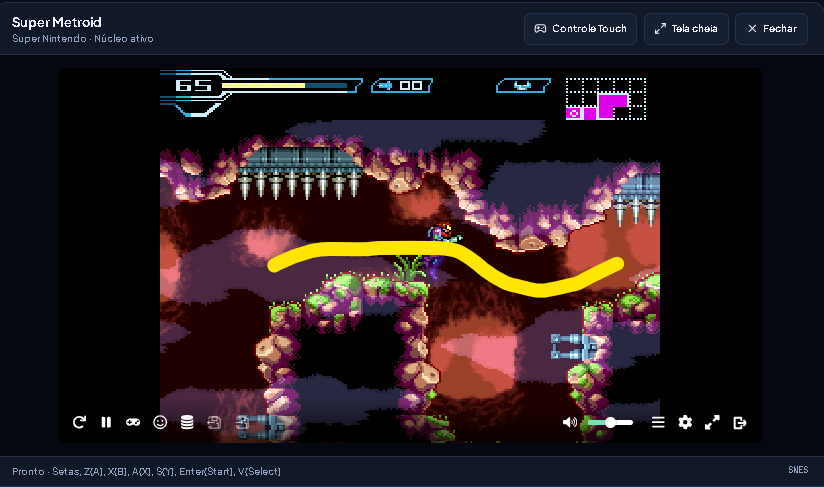 Super Metroid
Super Nintendo · Núcleo ativo
Controle Touch
Tela cheia
Fechar
65
00
Pronto · Setas, Z(A), X(B), A(X), S(Y), Enter(Start), V(Select)
SNES